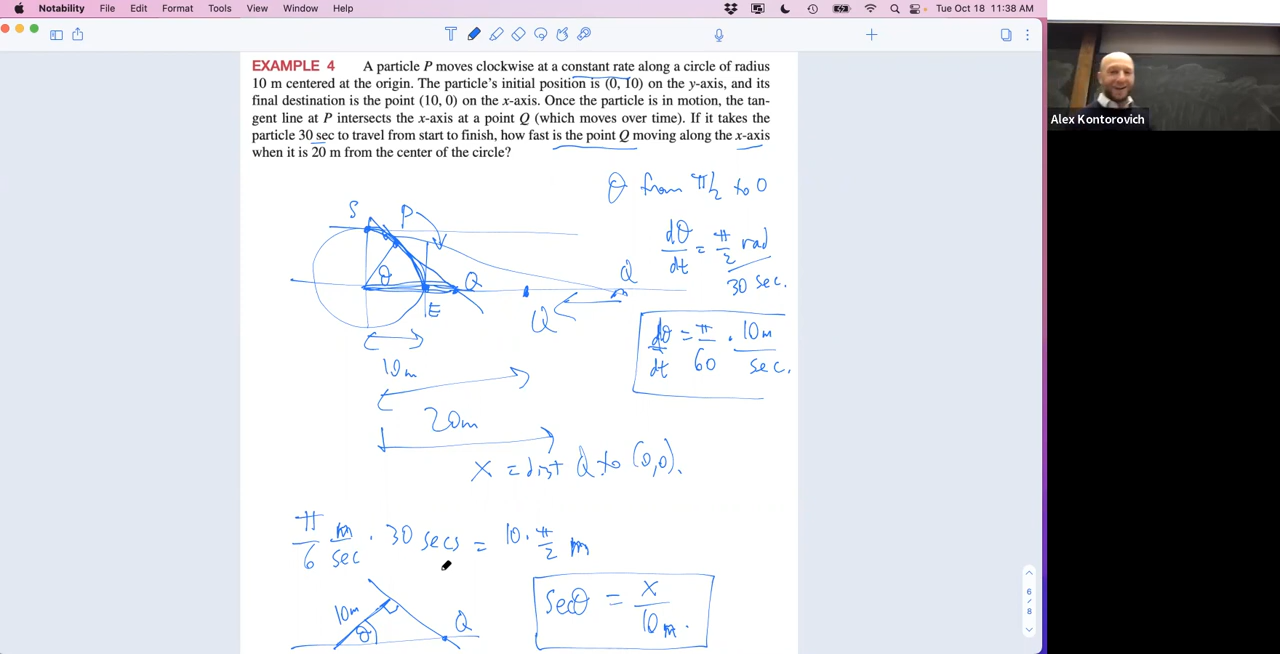 Notability File Edit Format Tools View Window Help Tue Oct 18 11:38 AM
EXAMPLE 4 A particle P moves clockwise at a constant rate along a circle of radius
10 m centered at the origin. The particle's initial position is (0, 10) on the y-axis, and its
final destination is the point (10, 0) on the x-axis. Once the particle is in motion, the tan-
gent line at P intersects the x-axis at a point Q (which moves over time). If it takes the
particle 30 sec to travel from start to finish, how fast is the point Q moving along the x-axis
when it is 20 m from the center of the circle?
Alex Kontorovich
θ from π/2 to 0
S P
dθ/dt = π/2 rad / 30 sec.
θ Q Q
E Q
dθ/dt = π/60 · 10m/sec.
10m
20m
x = dist Q to (0,0).
π/6 m/sec · 30 secs = 10 · π/2 m
10m θ Q
secθ = x/10m.
6
/
8